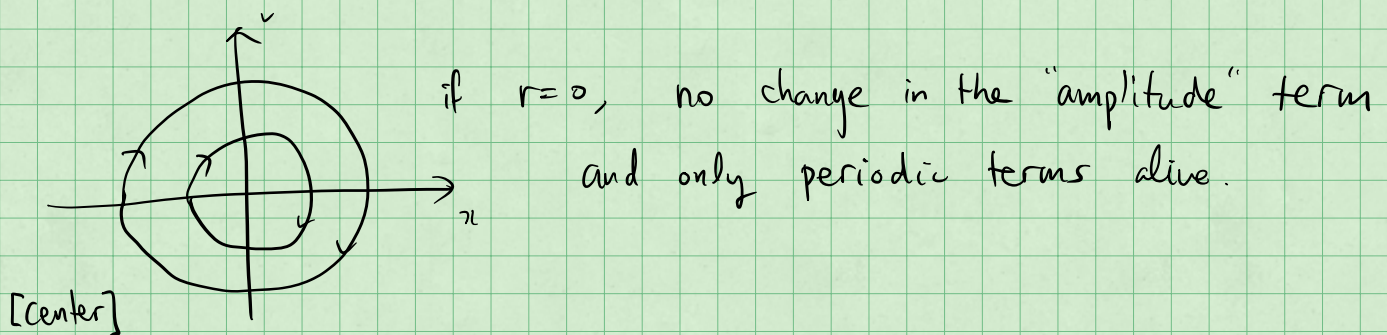 v
if r=0, no change in the "amplitude" term
and only periodic terms alive.
x
[center]